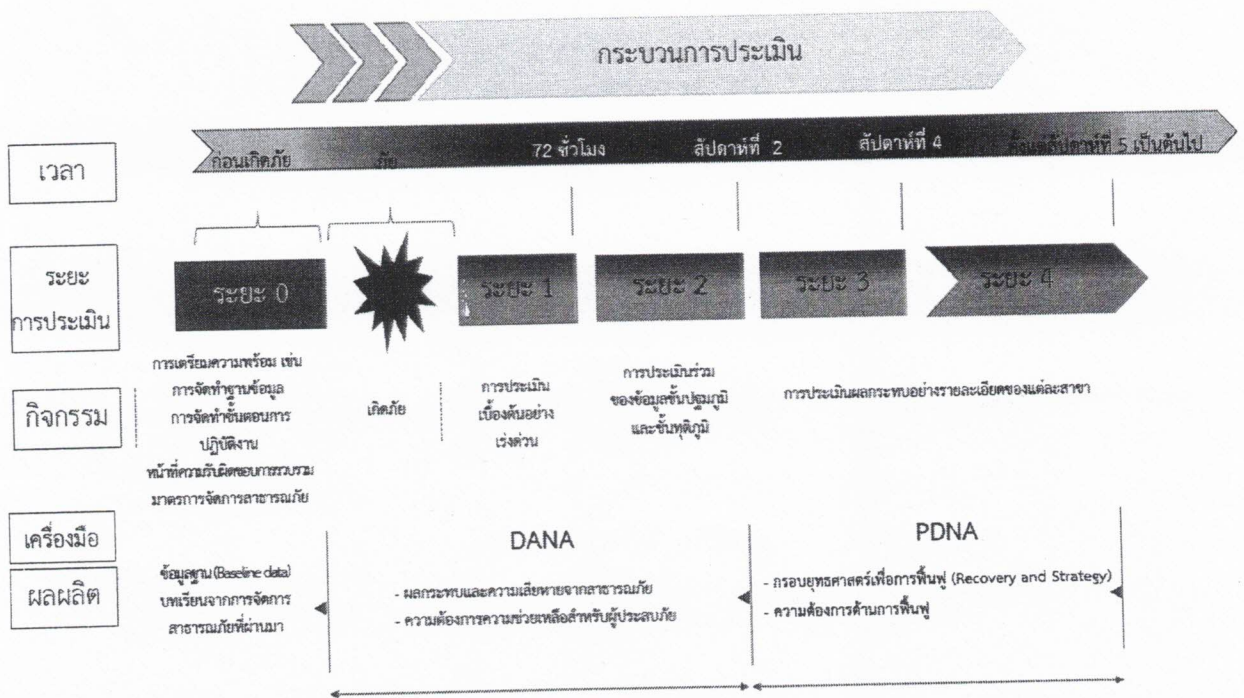 กระบวนการประเมิน
เวลา
ก่อนเกิดภัย
ภัย
72 ชั่วโมง
สัปดาห์ที่ 2
สัปดาห์ที่ 4
ตั้งแต่สัปดาห์ที่ 5 เป็นต้นไป
ระยะ
การประเมิน
ระยะ 0
ระยะ 1
ระยะ 2
ระยะ 3
ระยะ 4
กิจกรรม
การเตรียมความพร้อม เช่น
การจัดทำฐานข้อมูล
การจัดทำขั้นตอนการ
ปฏิบัติงาน
หน้าที่ความรับผิดชอบการรวบรวม
มาตรการจัดการสาธารณภัย
เกิดภัย
การประเมิน
เบื้องต้นอย่าง
เร่งด่วน
การประเมินร่วม
ของข้อมูลชั้นปฐมภูมิ
และชั้นทุติภูมิ
การประเมินผลกระทบอย่างรายละเอียดของแต่ละสาขา
เครื่องมือ
DANA
PDNA
ผลผลิต
ข้อมูลฐาน (Baseline data)
บทเรียนจากการจัดการ
สาธารณภัยที่ผ่านมา
- ผลกระทบและความเสียหายจากสาธารณภัย
- ความต้องการความช่วยเหลือสำหรับผู้ประสบภัย
- กรอบยุทธศาสตร์เพื่อการฟื้นฟู (Recovery and Strategy)
- ความต้องการด้านการฟื้นฟู